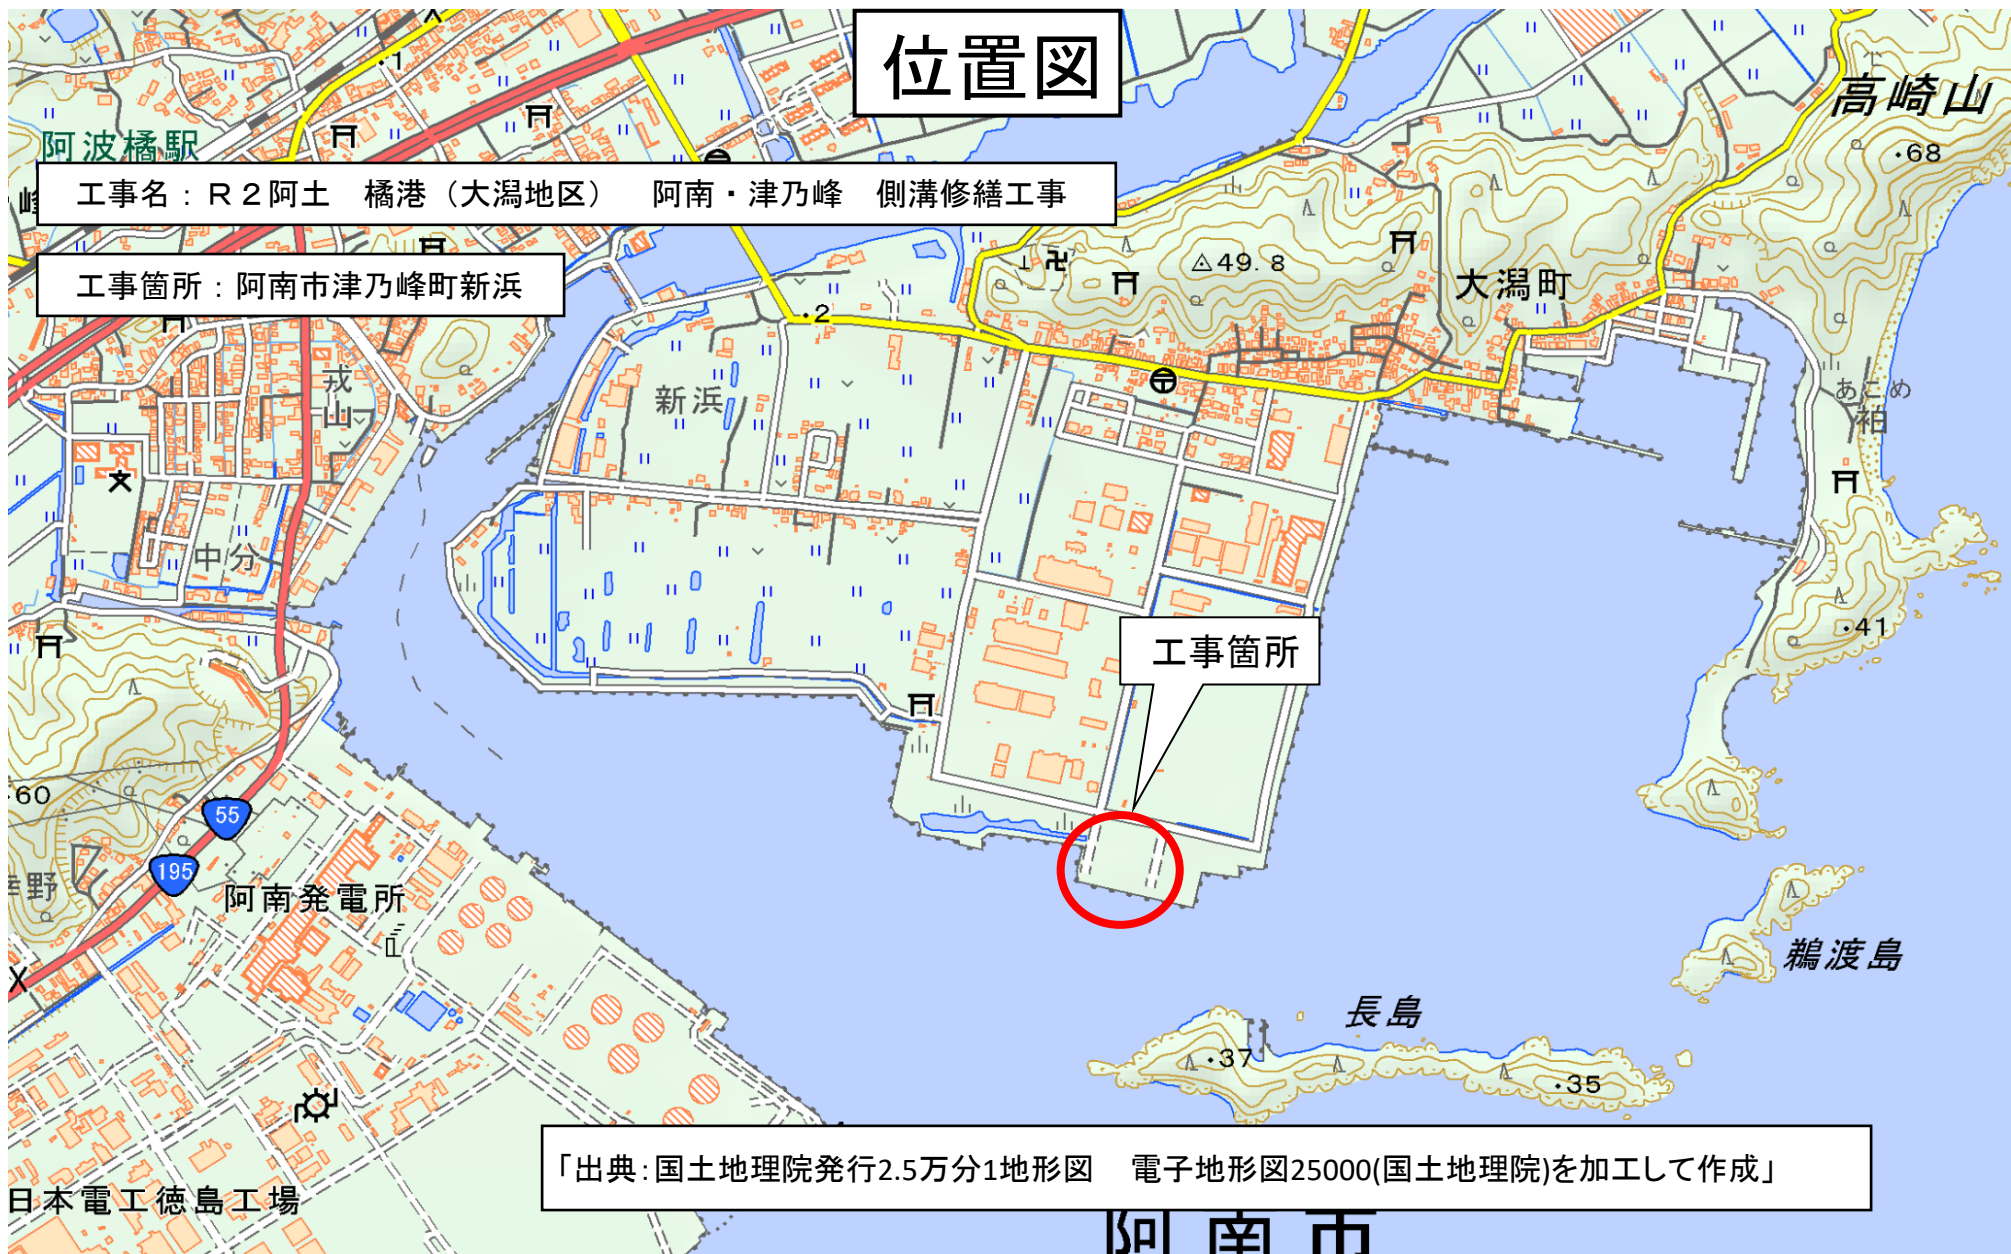 位置図
・1
高崎山
・68
阿波橘駅
峰
工事名：Ｒ２阿土　橘港（大潟地区）　阿南・津乃峰　側溝修繕工事
工事箇所：阿南市津乃峰町新浜
49.8
大潟町
・2
戎山
新浜
あこめ
袙
中分
・41
工事箇所
・60
55
195
野
阿南発電所
鵜渡島
長島
・37
・35
「出典：国土地理院発行2.5万分1地形図　電子地形図25000(国土地理院)を加工して作成」
日本電工徳島工場
阿南市